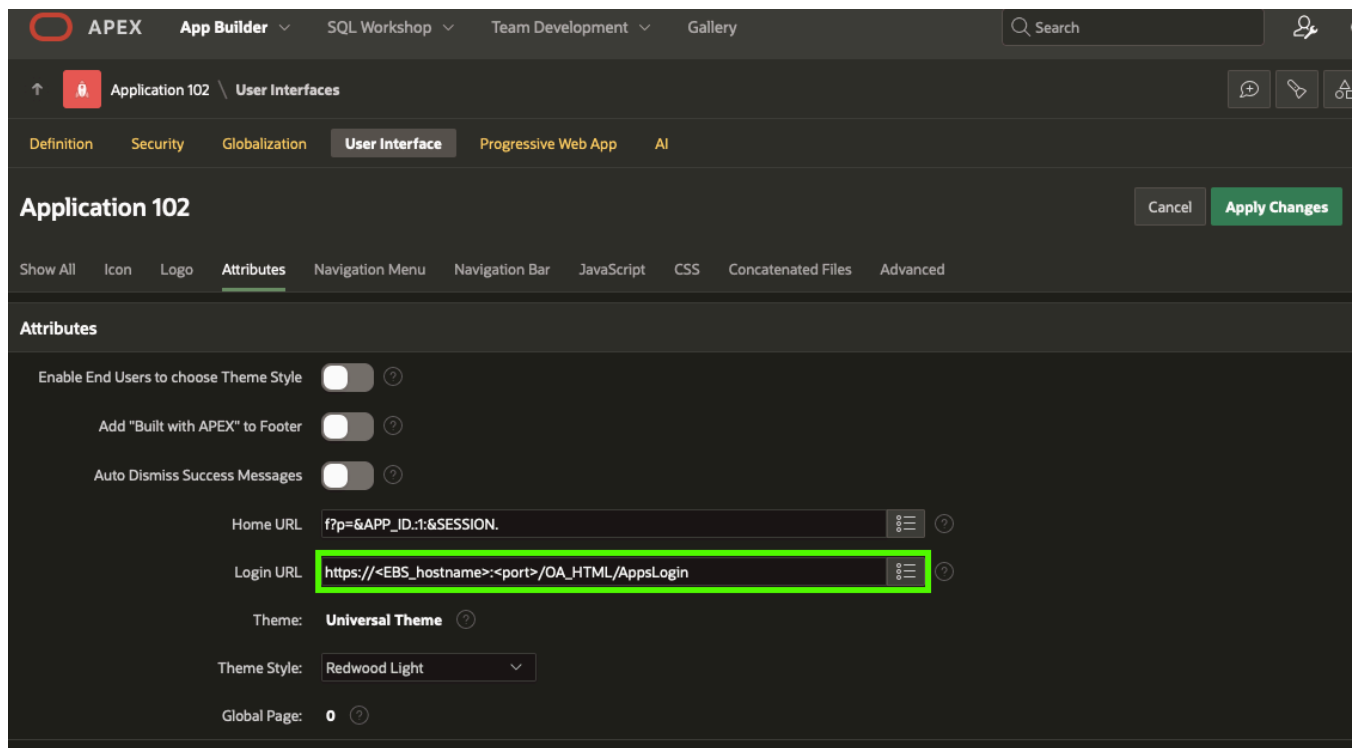 APEX App Builder SQL Workshop Team Development Gallery Search
Application 102 \ User Interfaces
Definition Security Globalization User Interface Progressive Web App AI
Application 102 Cancel Apply Changes
Show All Icon Logo Attributes Navigation Menu Navigation Bar JavaScript CSS Concatenated Files Advanced
Attributes
Enable End Users to choose Theme Style ?
Add "Built with APEX" to Footer ?
Auto Dismiss Success Messages ?
Home URL f?p=&APP_ID.:1:&SESSION. ?
Login URL https://<EBS_hostname>:<port>/OA_HTML/AppsLogin ?
Theme: Universal Theme ?
Theme Style: Redwood Light
Global Page: 0 ?